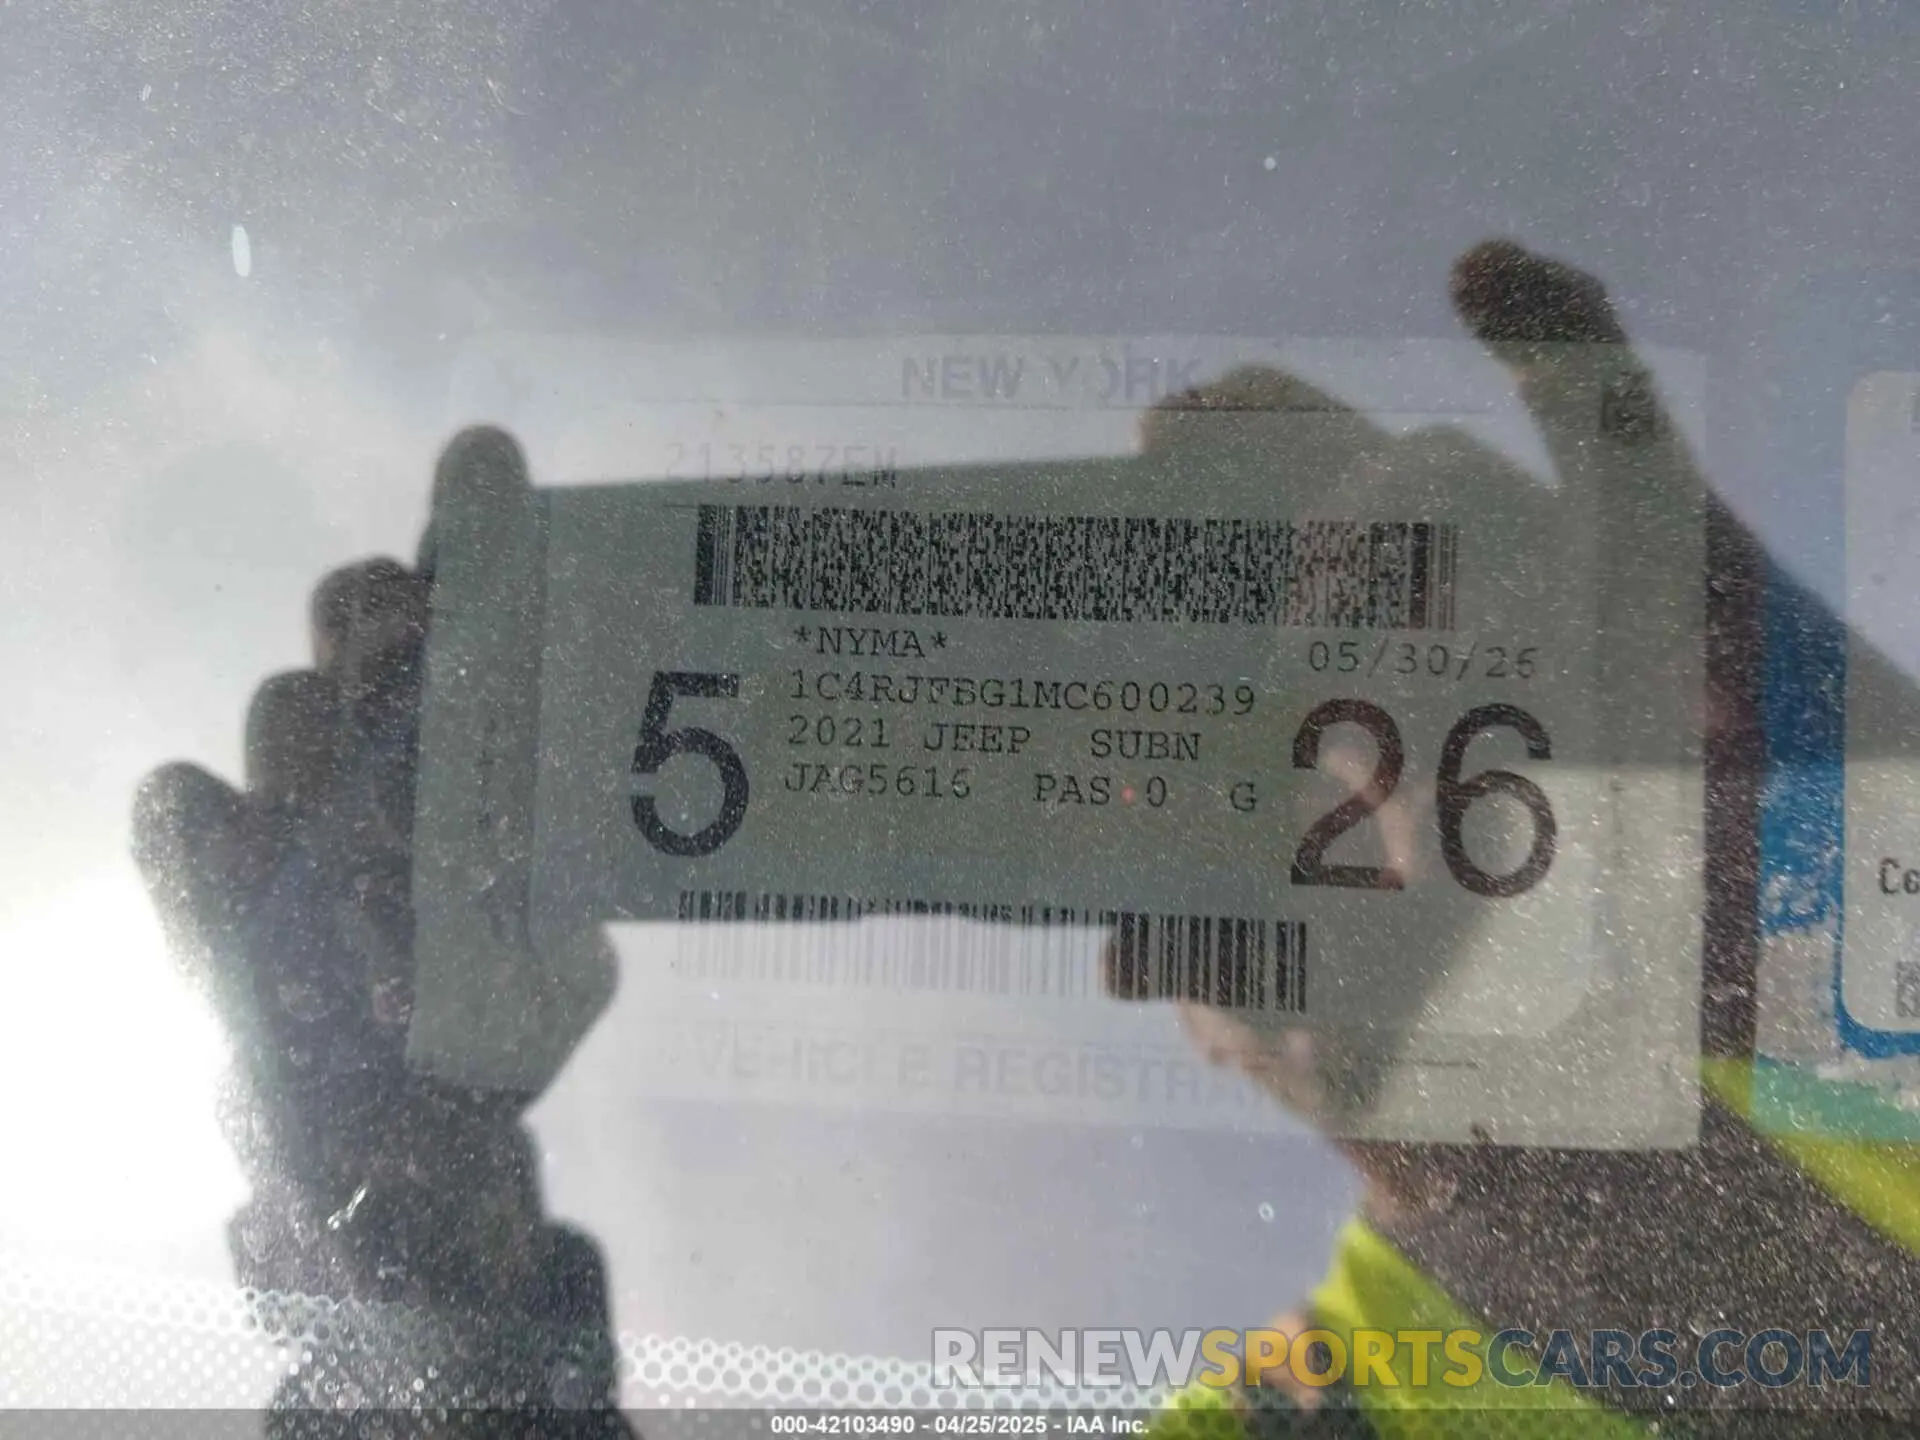 NEW YORK
213587EM
*NYMA*
05/30/26
1C4RJFBG1MC600239
2021 JEEP SUBN
JAG5616 PAS 0 G
5
26
VEHICLE
RENEWSPORTSCARS.COM
000-42103490 - 04/25/2025 - IAA Inc.